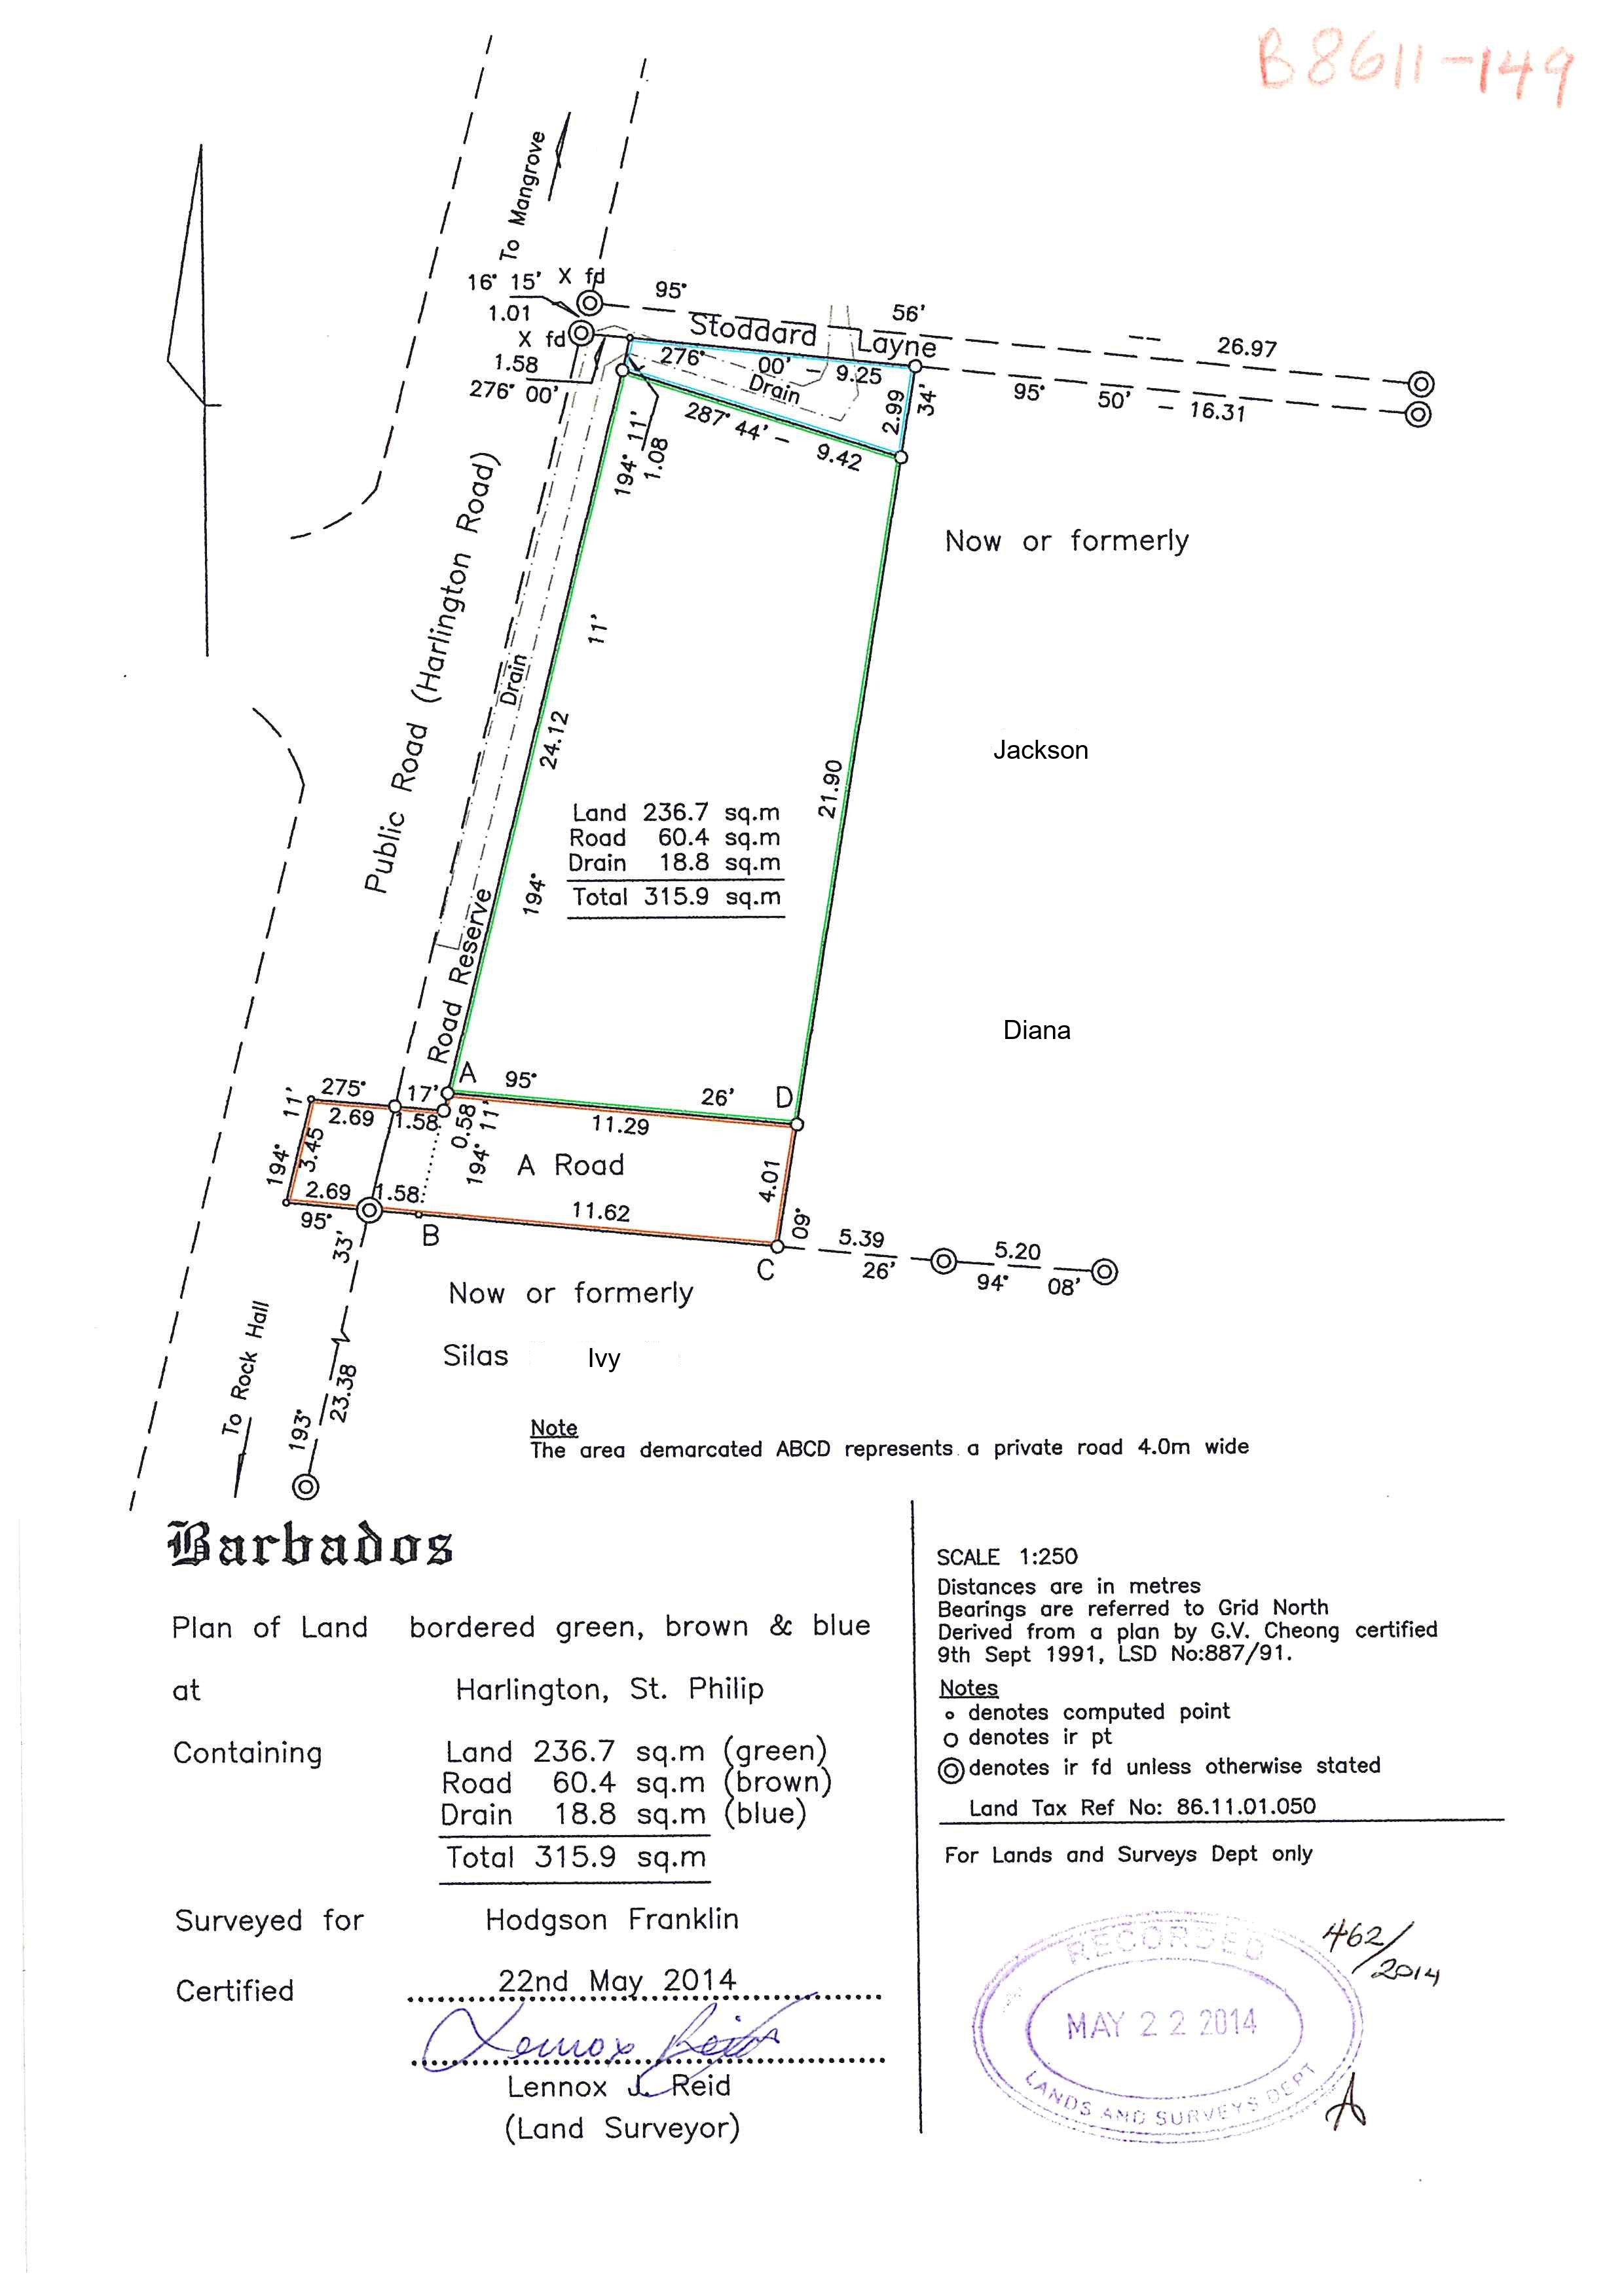 B8611-149
To Mangrove
16° 15'
1.01
X fd
X fd
1.58
276° 00'
95° 56' 26.97
Stoddard Layne
276° 00' - 9.25
Drain
95° 50' - 16.31
2.99
34'
287° 44' - 9.42
194° 11'
1.08
Now or formerly
Public Road (Harlington Road)
Drain
11'
24.12
194°
21.90
Jackson
Land 236.7 sq.m
Road 60.4 sq.m
Drain 18.8 sq.m
Total 315.9 sq.m
Road Reserve
Diana
A
95° 26'
D
275° 17'
11'
2.69
1.58
0.58
194° 11'
11.29
194°
3.45
A Road
4.01
2.69
1.58
11.62
09'
95°
33'
B
C
5.39
26'
5.20
94° 08'
Now or formerly
Silas Ivy
To Rock Hall
193°
23.38
Note
The area demarcated ABCD represents a private road 4.0m wide
Barbados
Plan of Land bordered green, brown & blue
at Harlington, St. Philip
Containing Land 236.7 sq.m (green)
Road 60.4 sq.m (brown)
Drain 18.8 sq.m (blue)
Total 315.9 sq.m
Surveyed for Hodgson Franklin
Certified 22nd May 2014
Lennox Reid
Lennox J. Reid
(Land Surveyor)
SCALE 1:250
Distances are in metres
Bearings are referred to Grid North
Derived from a plan by G.V. Cheong certified
9th Sept 1991, LSD No:887/91.
Notes
o denotes computed point
O denotes ir pt
◎ denotes ir fd unless otherwise stated
Land Tax Ref No: 86.11.01.050
For Lands and Surveys Dept only
462/2014
RECORDED
MAY 22 2014
LANDS AND SURVEYS DEPT
A